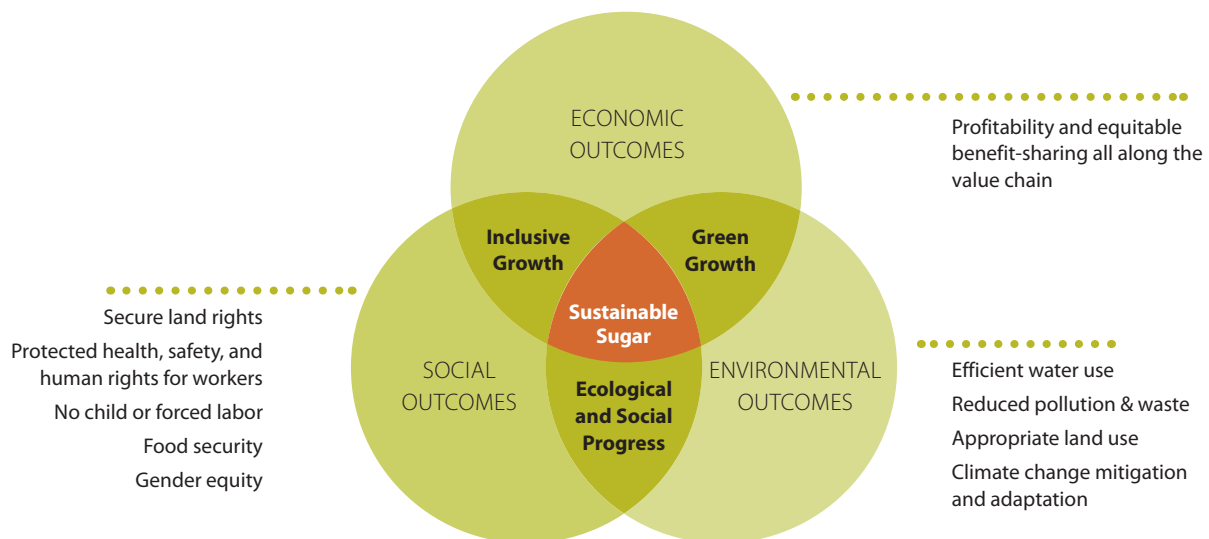 ECONOMIC
OUTCOMES
Profitability and equitable
benefit-sharing all along the
value chain
Inclusive
Growth
Green
Growth
Sustainable
Sugar
Secure land rights
Protected health, safety, and
human rights for workers
No child or forced labor
Food security
Gender equity
SOCIAL
OUTCOMES
Ecological
and Social
Progress
ENVIRONMENTAL
OUTCOMES
Efficient water use
Reduced pollution & waste
Appropriate land use
Climate change mitigation
and adaptation